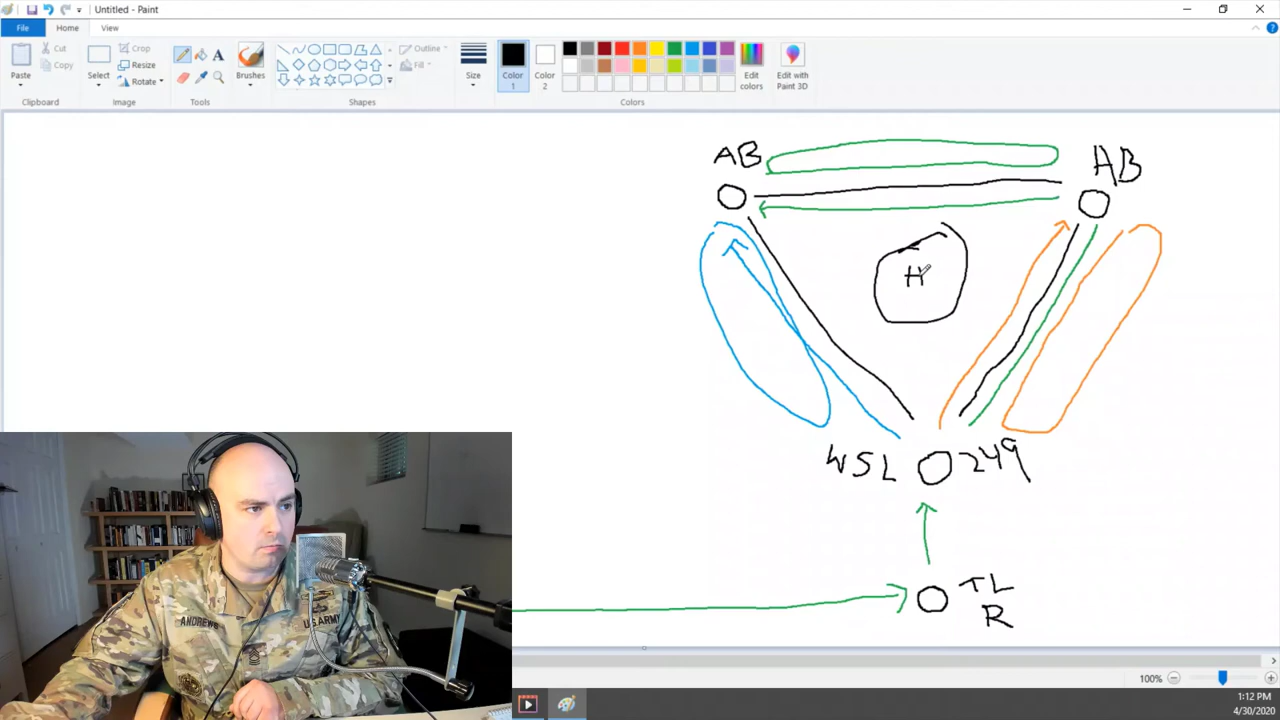 Untitled - Paint
File Home View
Paste
Cut
Copy
Clipboard
Select
Crop
Resize
Rotate
Image
A
Tools
Brushes
Outline
Fill
Shapes
Size
Color
1
Color
2
Edit
colors
Edit with
Paint 3D
Colors
AB
AB
H
WSL 249
TL
R
ANDREWS
U.S. ARMY
100%
1:12 PM
4/30/2020